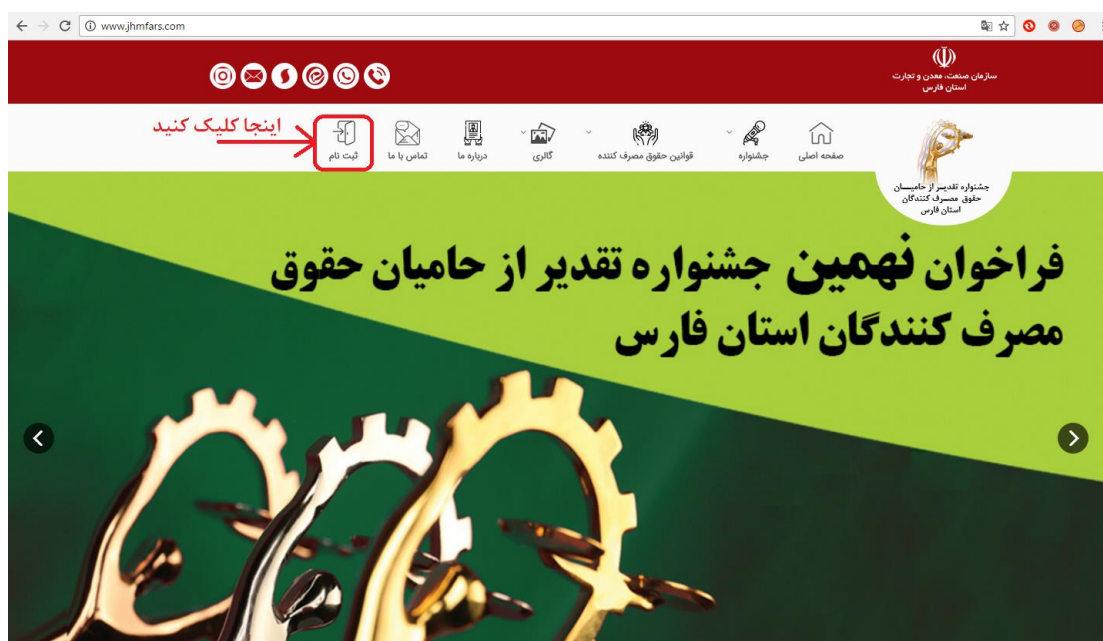 www.jhmfars.com
سازمان صنعت، معدن و تجارت
استان فارس
صفحه اصلی
جشنواره
قوانین حقوق مصرف کننده
گالری
درباره ما
تماس با ما
ثبت نام
اینجا کلیک کنید
جشنواره تقدیر از حامیان
حقوق مصرف کنندگان
استان فارس
فراخوان نهمین جشنواره تقدیر از حامیان حقوق
مصرف کنندگان استان فارس